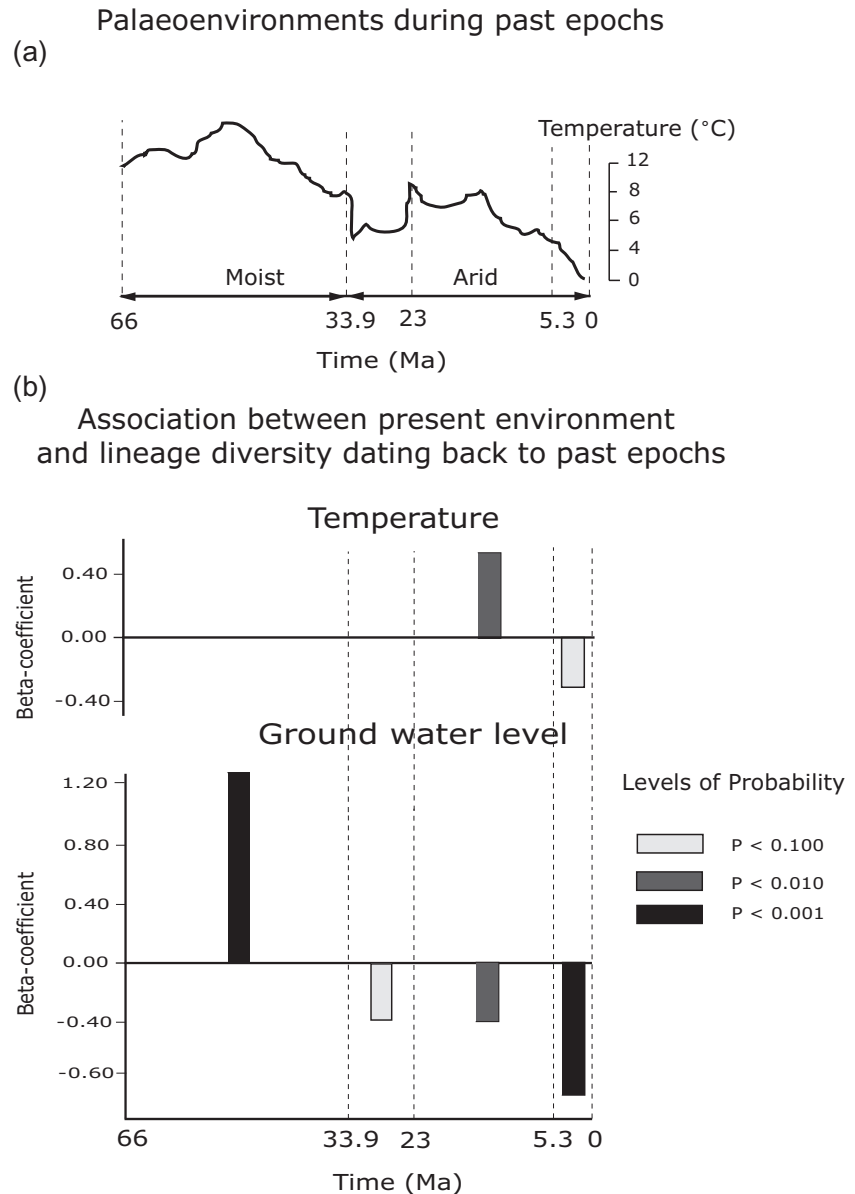 Palaeoenvironments during past epochs
(a)
Temperature (°C)
12
8
6
4
0
Moist
Arid
66
33.9
23
5.3
0
Time (Ma)
(b)
Association between present environment
and lineage diversity dating back to past epochs
Temperature
Beta-coefficient
0.40
0.00
-0.40
Ground water level
Beta-coefficient
1.20
0.80
0.40
0.00
-0.40
-0.60
Levels of Probability
P < 0.100
P < 0.010
P < 0.001
66
33.9
23
5.3
0
Time (Ma)